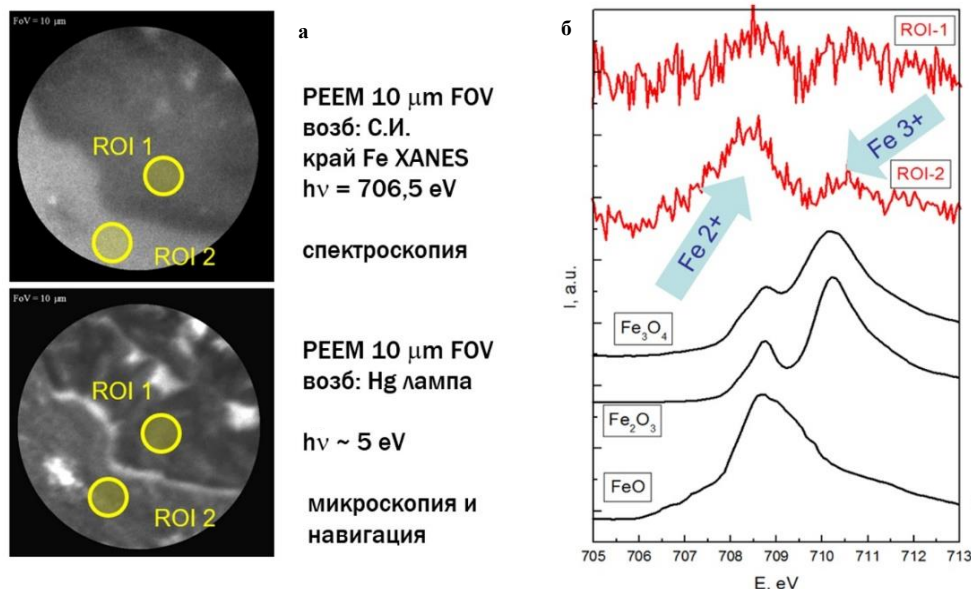 FoV = 10 µm
а
ROI 1
ROI 2
PEEM 10 µm FOV
возб: С.И.
край Fe XANES
hν = 706,5 eV
спектроскопия
FoV = 10 µm
ROI 1
ROI 2
PEEM 10 µm FOV
возб: Hg лампа
hν ~ 5 eV
микроскопия и
навигация
б
ROI-1
Fe 3+
ROI-2
Fe 2+
I, a.u.
Fe₃O₄
Fe₂O₃
FeO
705 706 707 708 709 710 711 712 713
E, eV